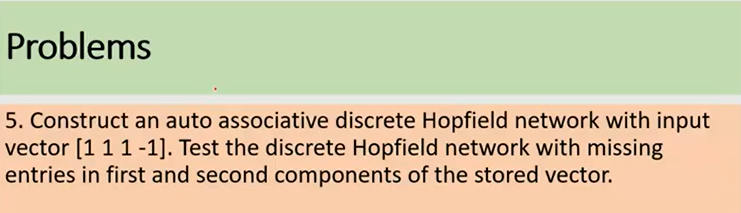 Problems
5. Construct an auto associative discrete Hopfield network with input
vector [1 1 1 -1]. Test the discrete Hopfield network with missing
entries in first and second components of the stored vector.